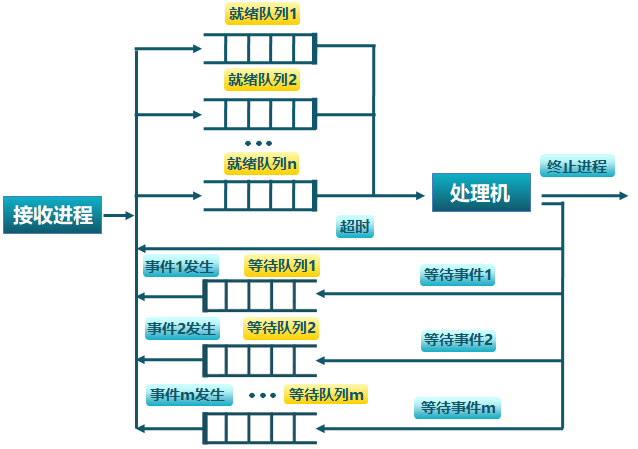 就绪队列1
就绪队列2
•••
就绪队列n
终止进程
接收进程
处理机
超时
事件1发生
等待队列1
等待事件1
事件2发生
等待队列2
等待事件2
事件m发生
•••
等待队列m
等待事件m